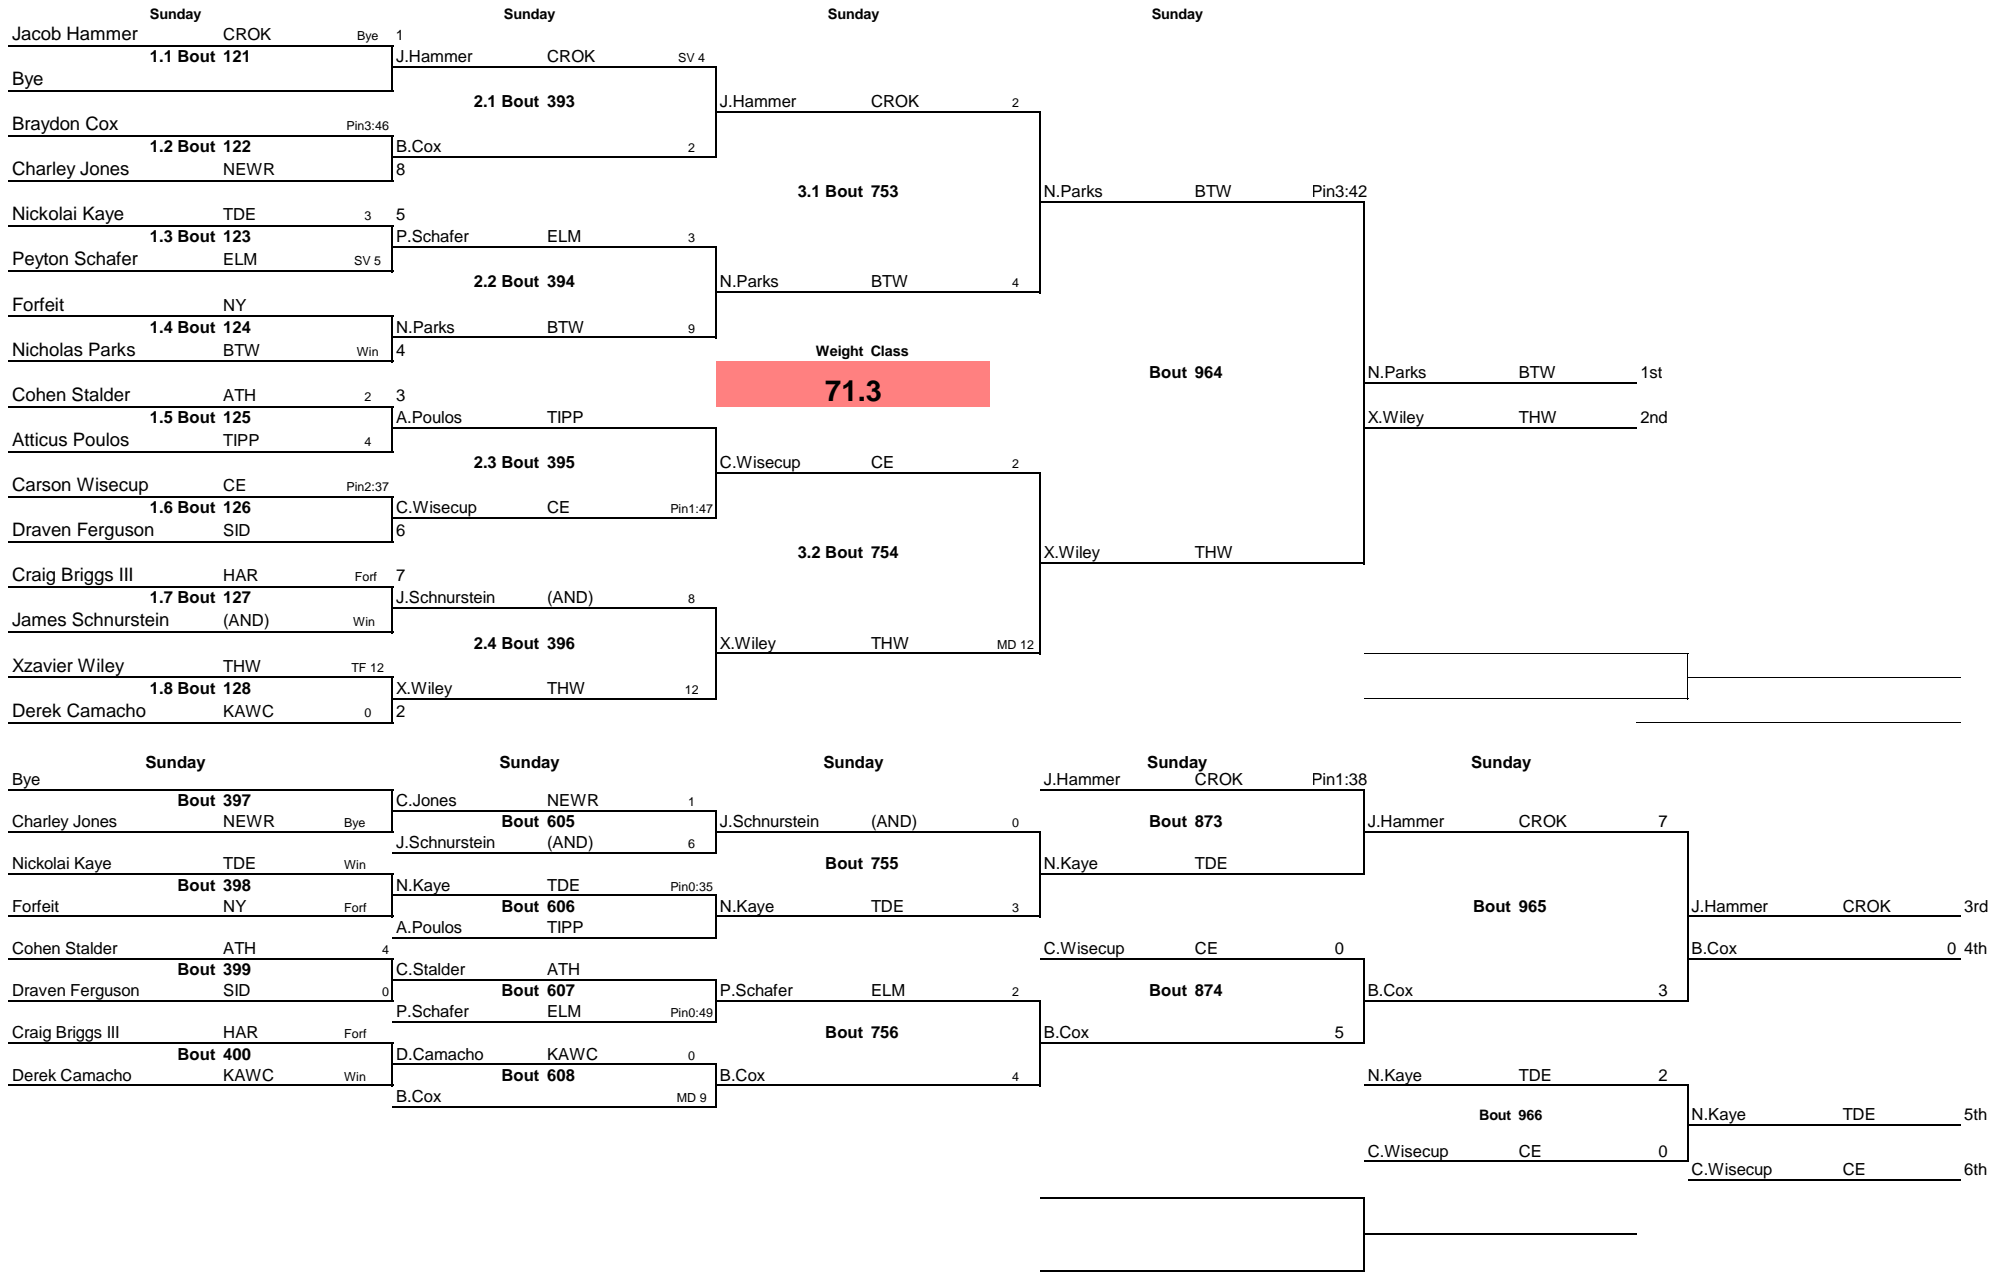 Sunday Sunday Sunday Sunday
Jacob Hammer CROK Bye 1
1.1 Bout 121 J.Hammer CROK SV 4
Bye
2.1 Bout 393 J.Hammer CROK 2
Braydon Cox Pin3:46
1.2 Bout 122 B.Cox 2
Charley Jones NEWR 8
3.1 Bout 753 N.Parks BTW Pin3:42
Nickolai Kaye TDE 3 5
1.3 Bout 123 P.Schafer ELM 3
Peyton Schafer ELM SV 5
2.2 Bout 394 N.Parks BTW 4
Forfeit NY
1.4 Bout 124 N.Parks BTW 9
Nicholas Parks BTW Win 4 Weight Class
Bout 964 N.Parks BTW 1st
Cohen Stalder ATH 2 3 71.3
1.5 Bout 125 A.Poulos TIPP X.Wiley THW 2nd
Atticus Poulos TIPP 4
2.3 Bout 395 C.Wisecup CE 2
Carson Wisecup CE Pin2:37
1.6 Bout 126 C.Wisecup CE Pin1:47
Draven Ferguson SID 6
3.2 Bout 754 X.Wiley THW
Craig Briggs III HAR Forf 7
1.7 Bout 127 J.Schnurstein (AND) 8
James Schnurstein (AND) Win
2.4 Bout 396 X.Wiley THW MD 12
Xzavier Wiley THW TF 12
1.8 Bout 128 X.Wiley THW 12
Derek Camacho KAWC 0 2
Sunday Sunday Sunday Sunday Sunday
Bye J.Hammer CROK Pin1:38
Bout 397 C.Jones NEWR 1
Charley Jones NEWR Bye Bout 605 J.Schnurstein (AND) 0 Bout 873 J.Hammer CROK 7
J.Schnurstein (AND) 6
Nickolai Kaye TDE Win Bout 755 N.Kaye TDE
Bout 398 N.Kaye TDE Pin0:35
Forfeit NY Forf Bout 606 N.Kaye TDE 3 Bout 965 J.Hammer CROK 3rd
A.Poulos TIPP
Cohen Stalder ATH 4 C.Wisecup CE 0 B.Cox 0 4th
Bout 399 C.Stalder ATH
Draven Ferguson SID 0 Bout 607 P.Schafer ELM 2 Bout 874 B.Cox 3
P.Schafer ELM Pin0:49
Craig Briggs III HAR Forf Bout 756 B.Cox 5
Bout 400 D.Camacho KAWC 0
Derek Camacho KAWC Win Bout 608 B.Cox 4 N.Kaye TDE 2
B.Cox MD 9
Bout 966 N.Kaye TDE 5th
C.Wisecup CE 0
C.Wisecup CE 6th